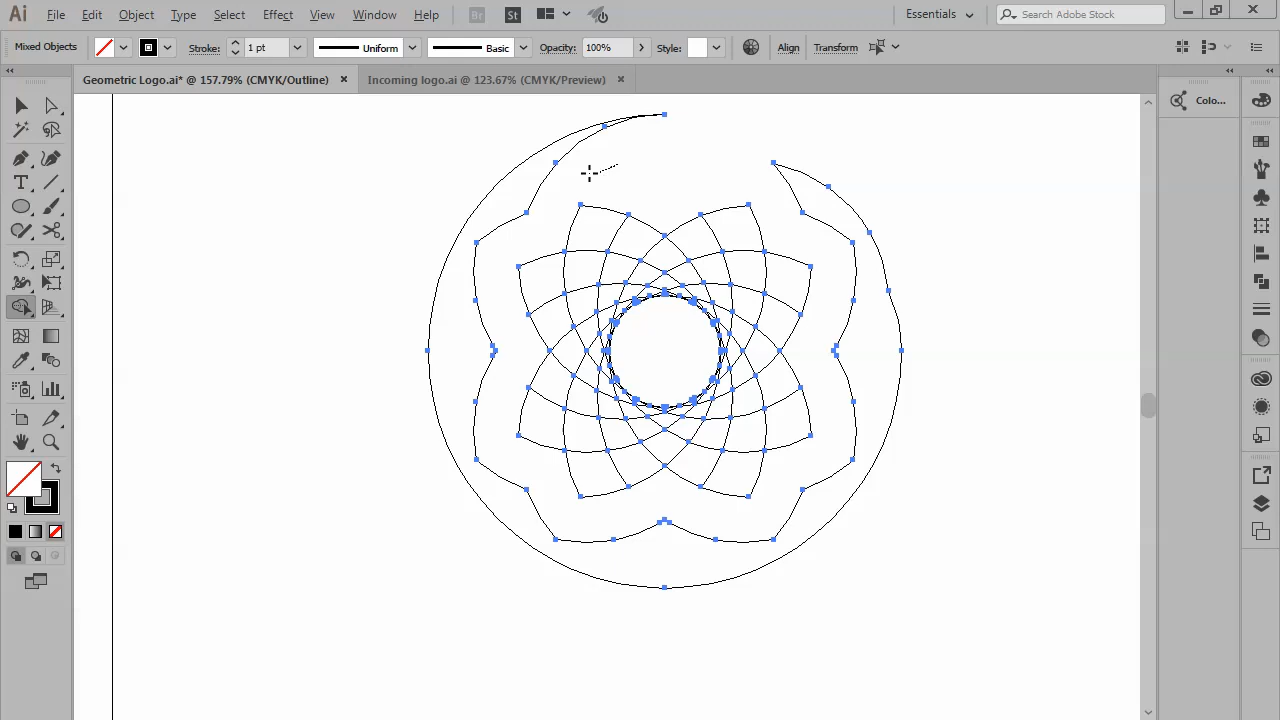 Ai File Edit Object Type Select Effect View Window Help Br St Essentials Search Adobe Stock
Mixed Objects Stroke: 1 pt Uniform Basic Opacity: 100% Style: Align Transform
Geometric Logo.ai* @ 157.79% (CMYK/Outline) Incoming logo.ai @ 123.67% (CMYK/Preview)
Colo...
T